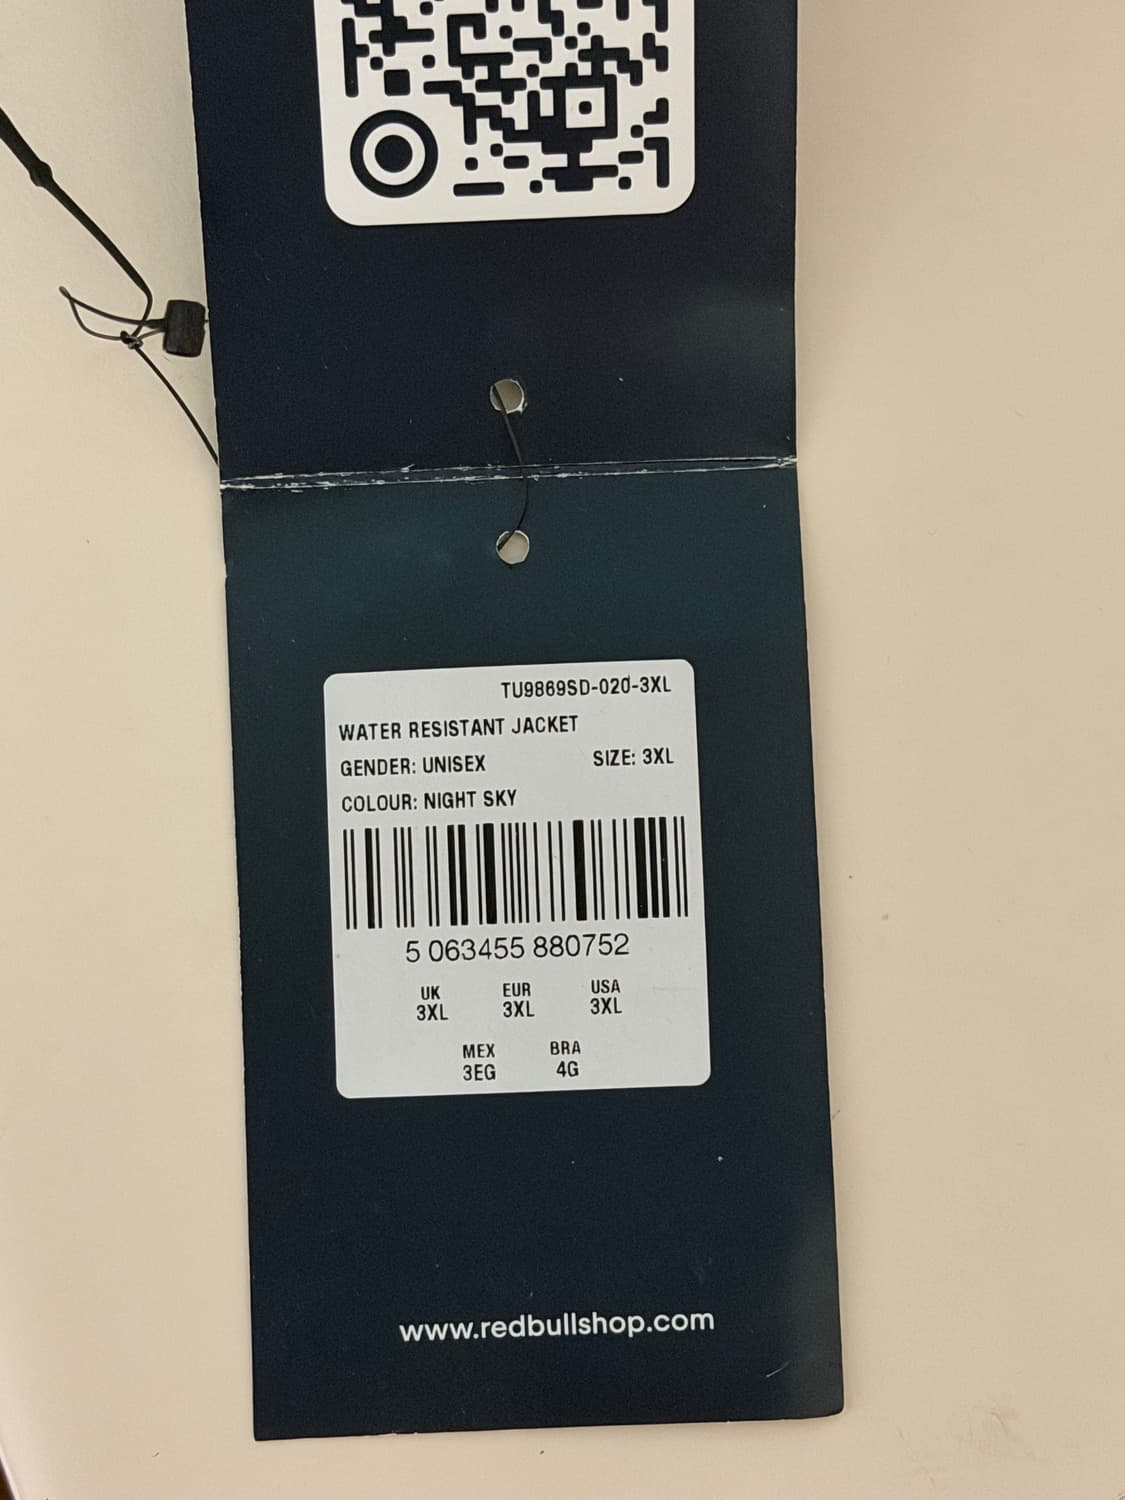 TU9869SD-020-3XL
WATER RESISTANT JACKET
GENDER: UNISEX SIZE: 3XL
COLOUR: NIGHT SKY
5 063455 880752
UK EUR USA
3XL 3XL 3XL
MEX BRA
3EG 4G
www.redbullshop.com